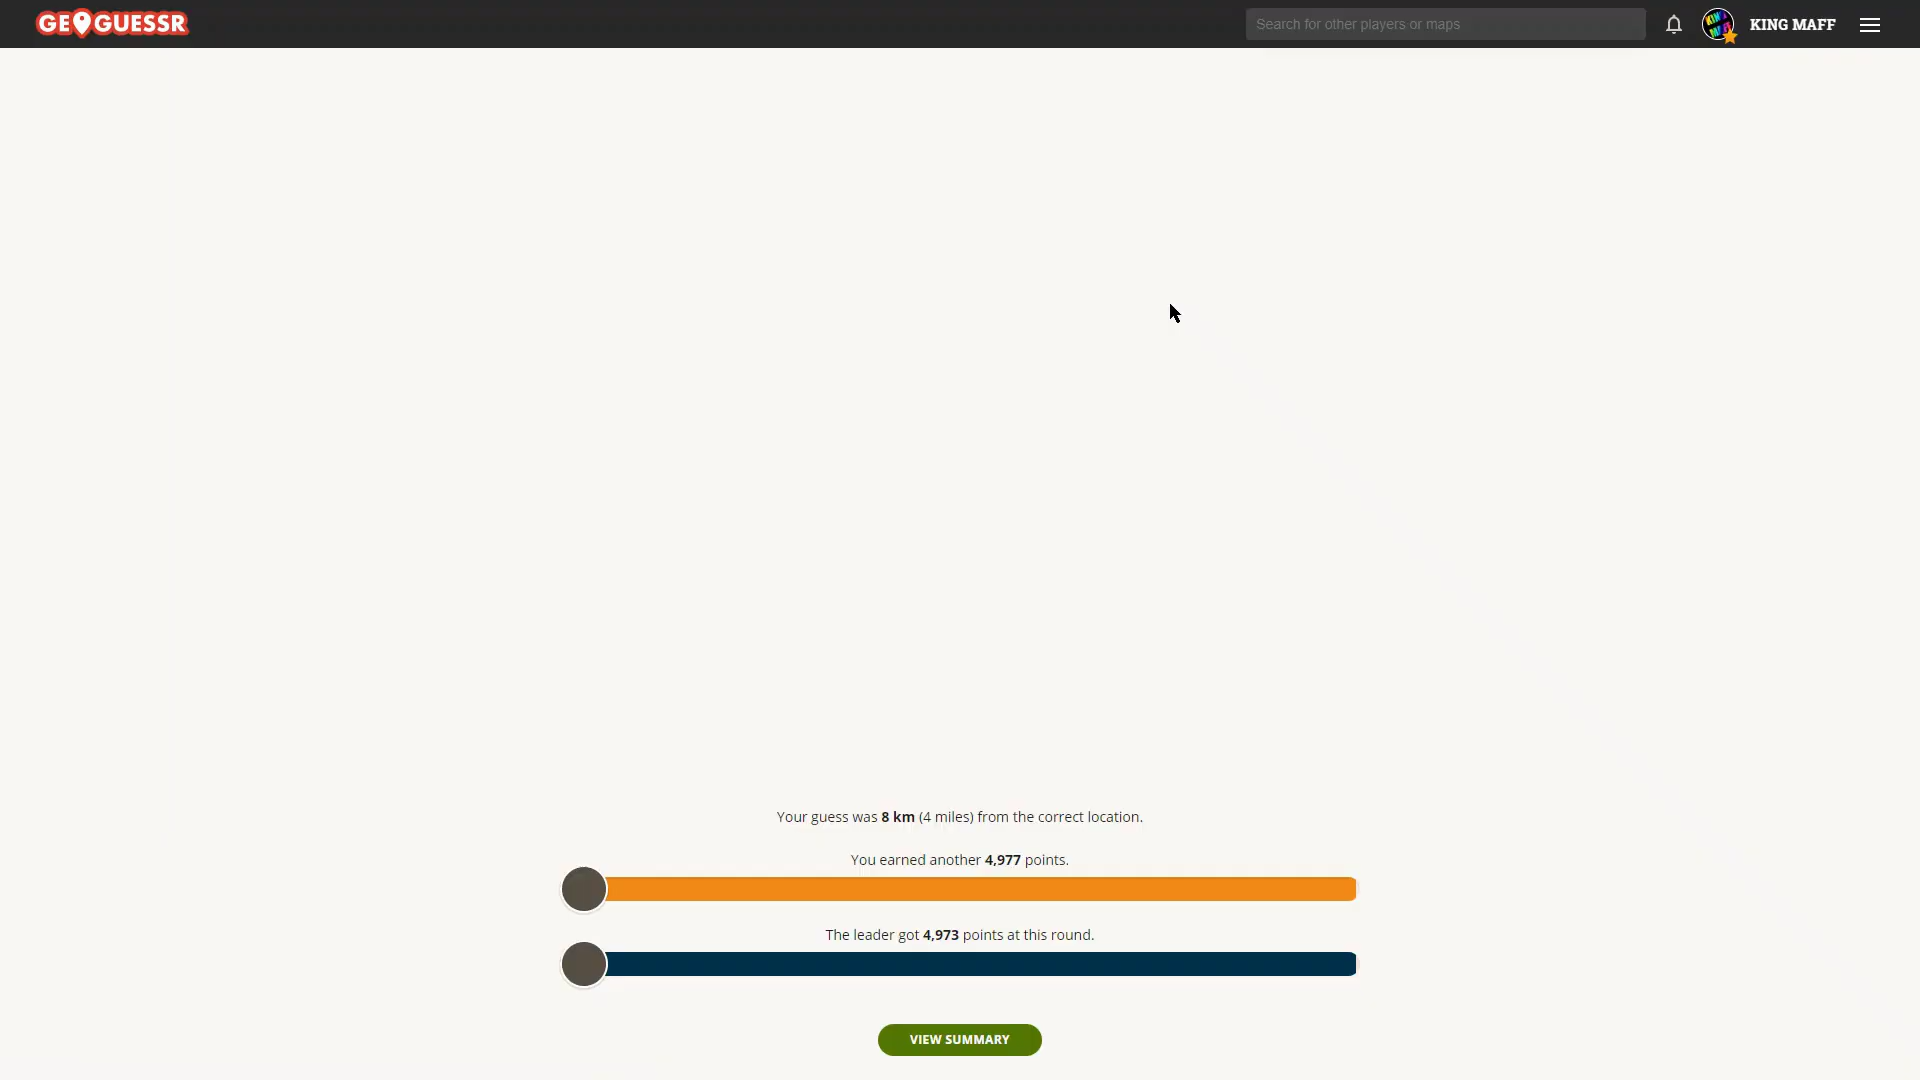 GEOGUESSR
Search for other players or maps
KING MAFF
Your guess was 8 km (4 miles) from the correct location.
You earned another 4,977 points.
The leader got 4,973 points at this round.
VIEW SUMMARY